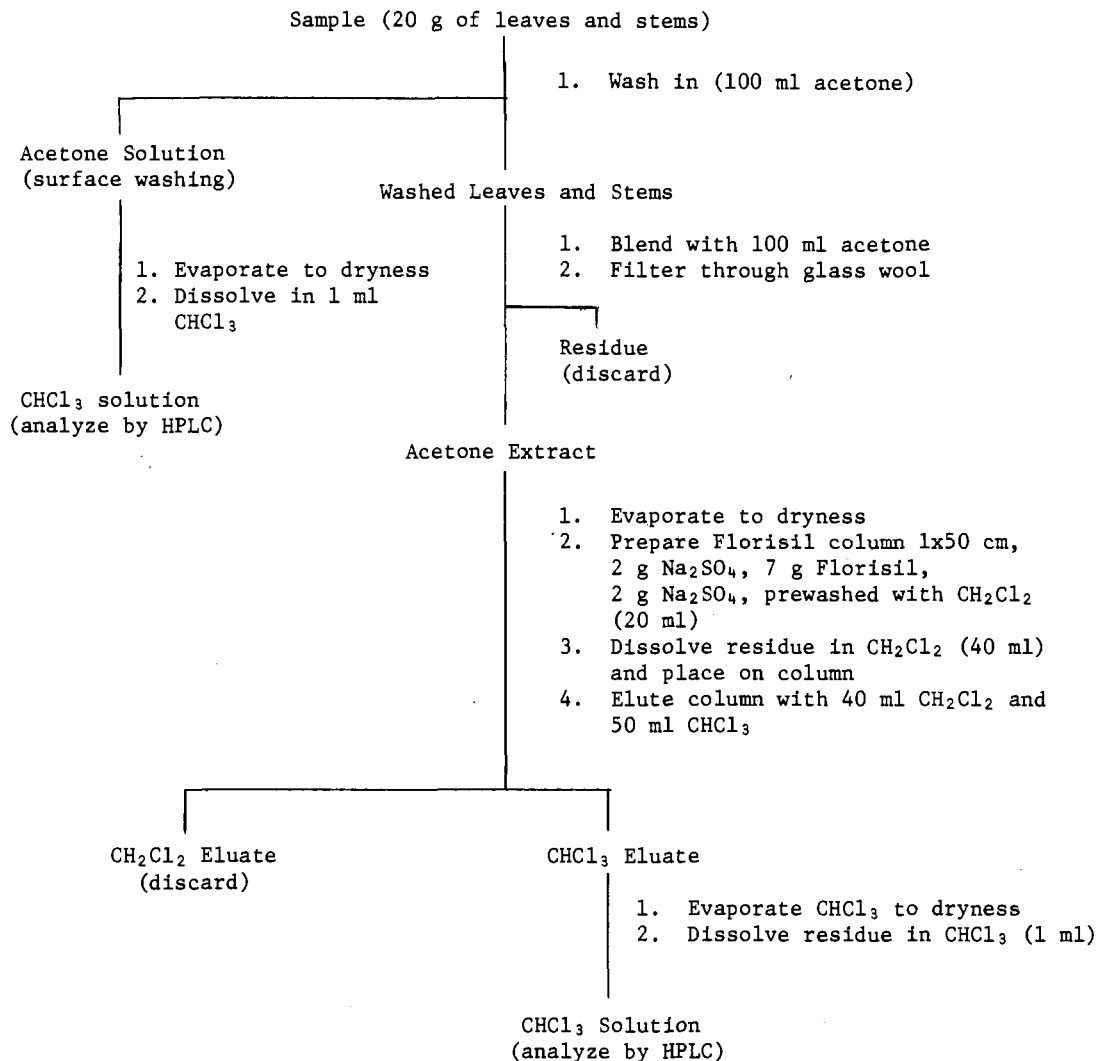 Sample (20 g of leaves and stems)
1. Wash in (100 ml acetone)
Acetone Solution
(surface washing)
Washed Leaves and Stems
1. Evaporate to dryness
2. Dissolve in 1 ml
CHCl₃
1. Blend with 100 ml acetone
2. Filter through glass wool
Residue
(discard)
CHCl₃ solution
(analyze by HPLC)
Acetone Extract
1. Evaporate to dryness
2. Prepare Florisil column 1x50 cm,
2 g Na₂SO₄, 7 g Florisil,
2 g Na₂SO₄, prewashed with CH₂Cl₂
(20 ml)
3. Dissolve residue in CH₂Cl₂ (40 ml)
and place on column
4. Elute column with 40 ml CH₂Cl₂ and
50 ml CHCl₃
CH₂Cl₂ Eluate
(discard)
CHCl₃ Eluate
1. Evaporate CHCl₃ to dryness
2. Dissolve residue in CHCl₃ (1 ml)
CHCl₃ Solution
(analyze by HPLC)